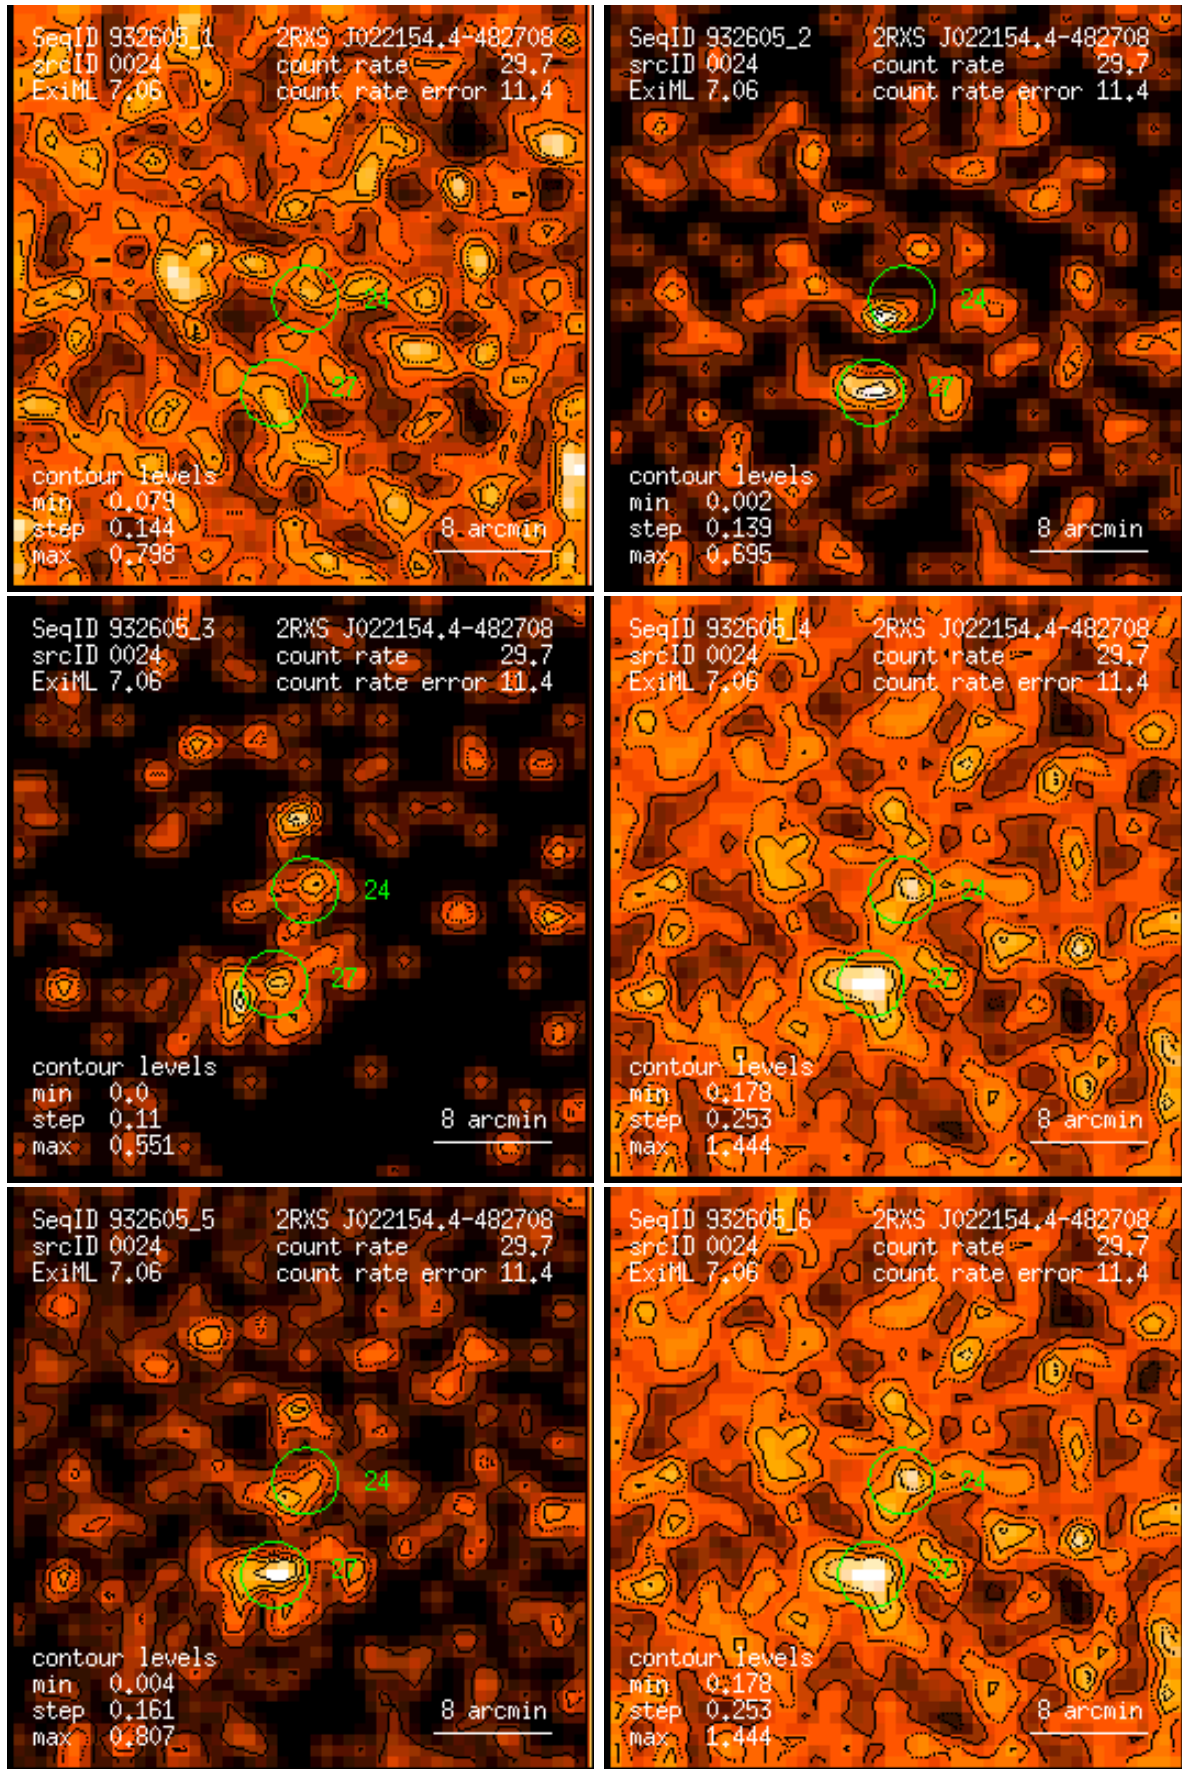 SeqID 932605_1 2RXS J022154.4-482708
srcID 0024 count rate 29.7
ExiML 7.06 count rate error 11.4
24
27
contour levels
min 0.079
step 0.144 8 arcmin
max 0.798
SeqID 932605_2 2RXS J022154.4-482708
srcID 0024 count rate 29.7
ExiML 7.06 count rate error 11.4
24
27
contour levels
min 0.002
step 0.139 8 arcmin
max 0.695
SeqID 932605_3 2RXS J022154.4-482708
srcID 0024 count rate 29.7
ExiML 7.06 count rate error 11.4
24
27
contour levels
min 0.0
step 0.11 8 arcmin
max 0.551
SeqID 932605_4 2RXS J022154.4-482708
srcID 0024 count rate 29.7
ExiML 7.06 count rate error 11.4
24
27
contour levels
min 0.178
step 0.253 8 arcmin
max 1.444
SeqID 932605_5 2RXS J022154.4-482708
srcID 0024 count rate 29.7
ExiML 7.06 count rate error 11.4
24
27
contour levels
min 0.004
step 0.161 8 arcmin
max 0.807
SeqID 932605_6 2RXS J022154.4-482708
srcID 0024 count rate 29.7
ExiML 7.06 count rate error 11.4
24
27
contour levels
min 0.178
step 0.253 8 arcmin
max 1.444